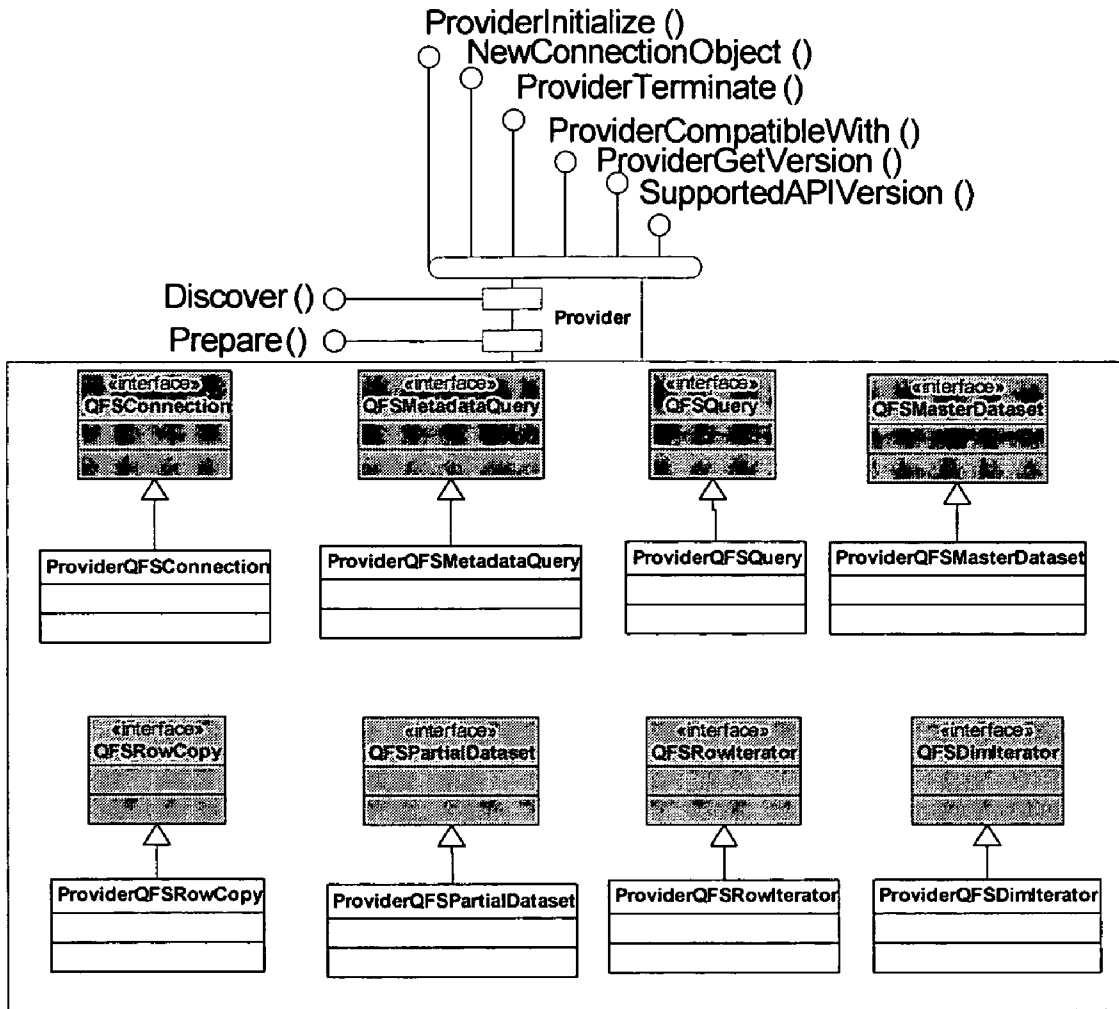 ProviderInitialize ()
NewConnectionObject ()
ProviderTerminate ()
ProviderCompatibleWith ()
ProviderGetVersion ()
SupportedAPIVersion ()
Discover ()
Prepare ()
Provider
«interface»
QFSConnection
«interface»
QFSMetadataQuery
«interface»
QFSQuery
«interface»
QFSMasterDataset
ProviderQFSConnection
ProviderQFSMetadataQuery
ProviderQFSQuery
ProviderQFSMasterDataset
«interface»
QFSRowCopy
«interface»
QFSPartialDataset
«interface»
QFSRowIterator
«interface»
QFSDimIterator
ProviderQFSRowCopy
ProviderQFSPartialDataset
ProviderQFSRowIterator
ProviderQFSDimIterator